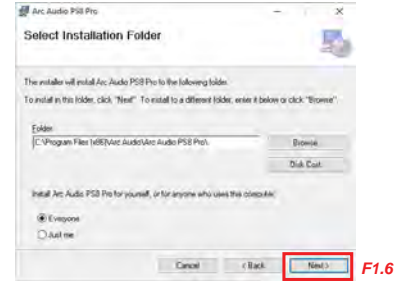 Arc Audio PS8 Pro
Select Installation Folder
The installer will install Arc Audio PS8 Pro to the following folder.
To install in this folder, click "Next". To install to a different folder, enter it below or click "Browse".
Folder:
C:\Program Files (x86)\Arc Audio\Arc Audio PS8 Pro\
Browse...
Disk Cost...
Install Arc Audio PS8 Pro for yourself, or for anyone who uses this computer:
Everyone
Just me
Cancel
< Back
Next >
F1.6